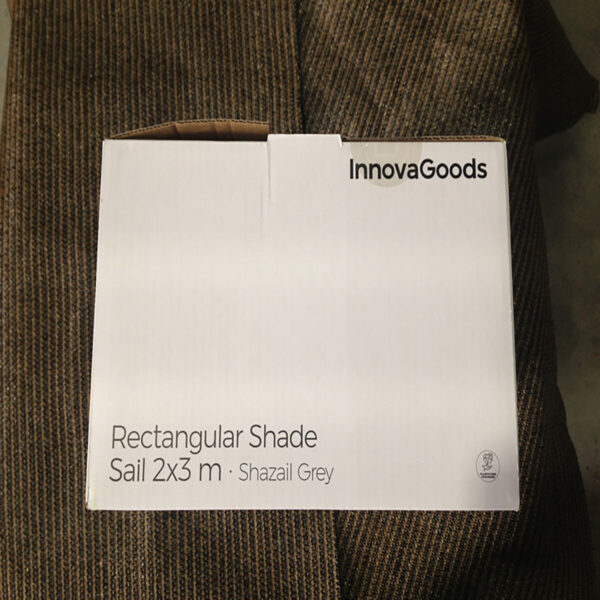 InnovaGoods
Rectangular Shade
Sail 2x3 m · Shazail Grey